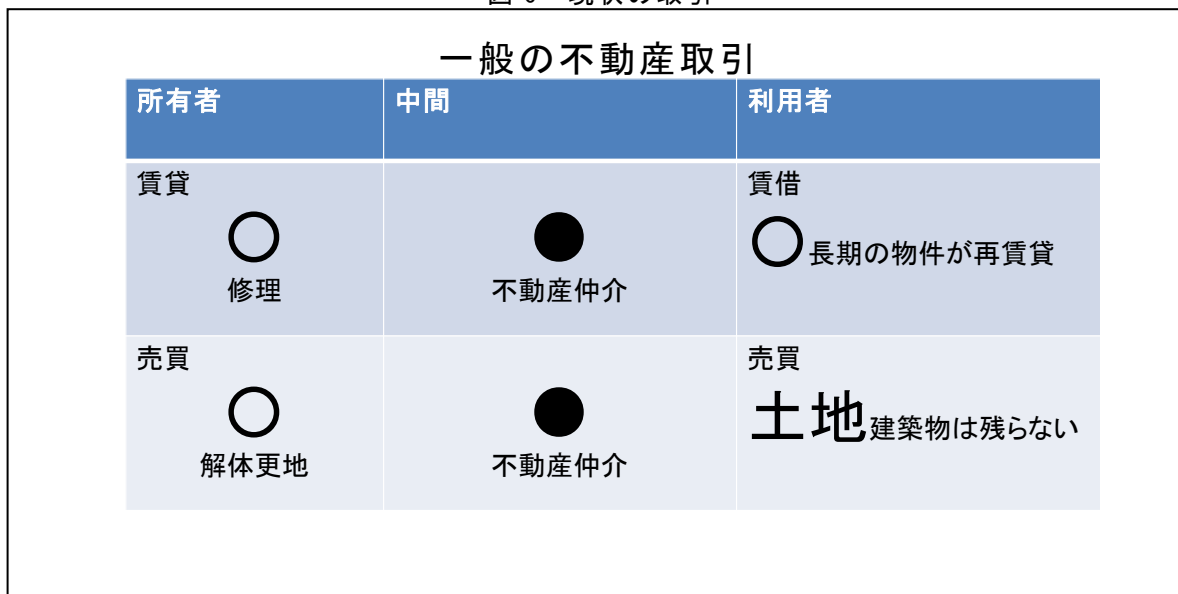 一般の不動産取引
所有者 中間 利用者
賃貸 賃借
○ ● ○長期の物件が再賃貸
修理 不動産仲介
売買 売買
○ ● 土地建築物は残らない
解体更地 不動産仲介